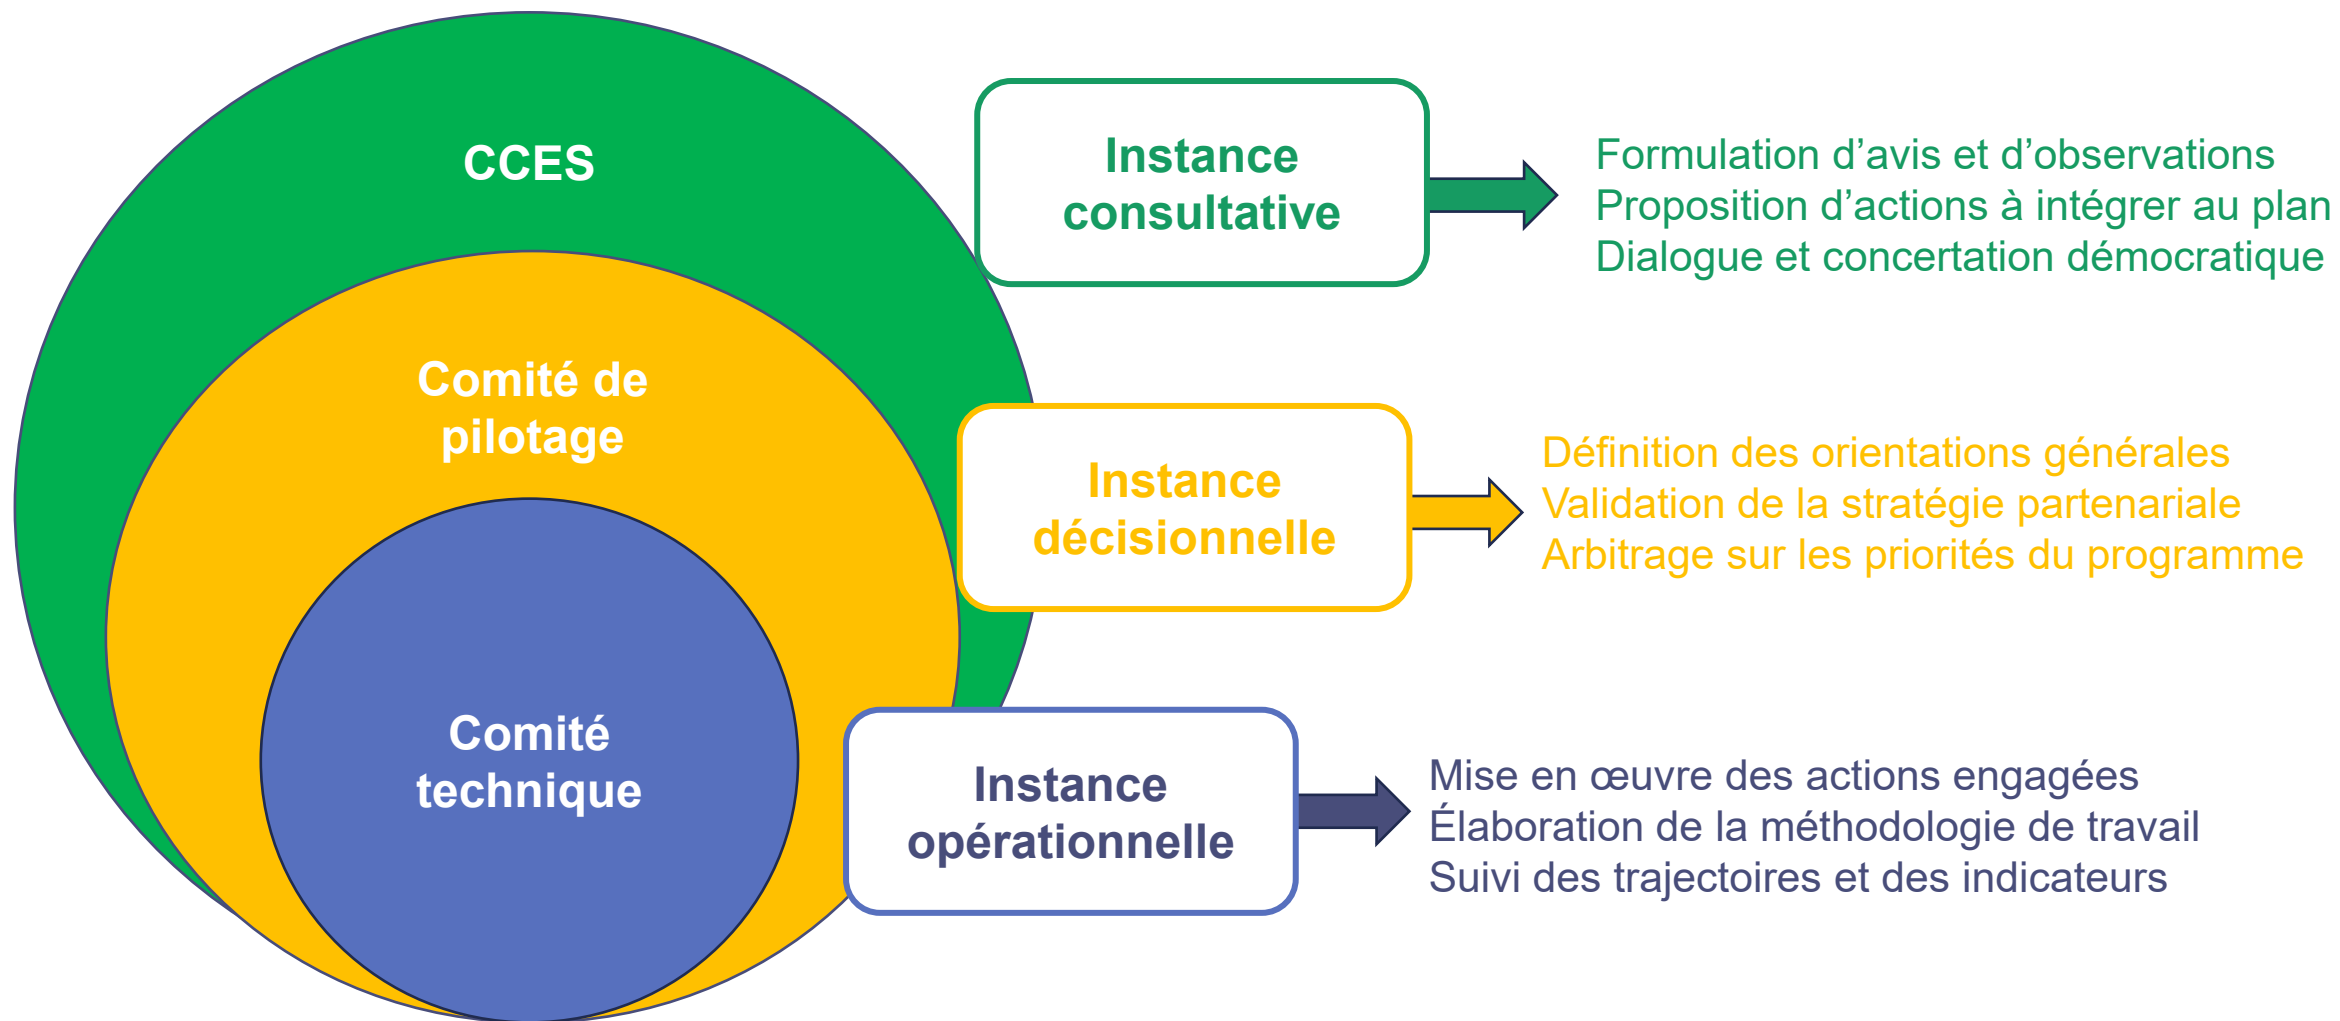 CCES
Instance
consultative
Formulation d’avis et d’observations
Proposition d’actions à intégrer au plan
Dialogue et concertation démocratique
Comité de
pilotage
Instance
décisionnelle
Définition des orientations générales
Validation de la stratégie partenariale
Arbitrage sur les priorités du programme
Comité
technique
Instance
opérationnelle
Mise en œuvre des actions engagées
Élaboration de la méthodologie de travail
Suivi des trajectoires et des indicateurs